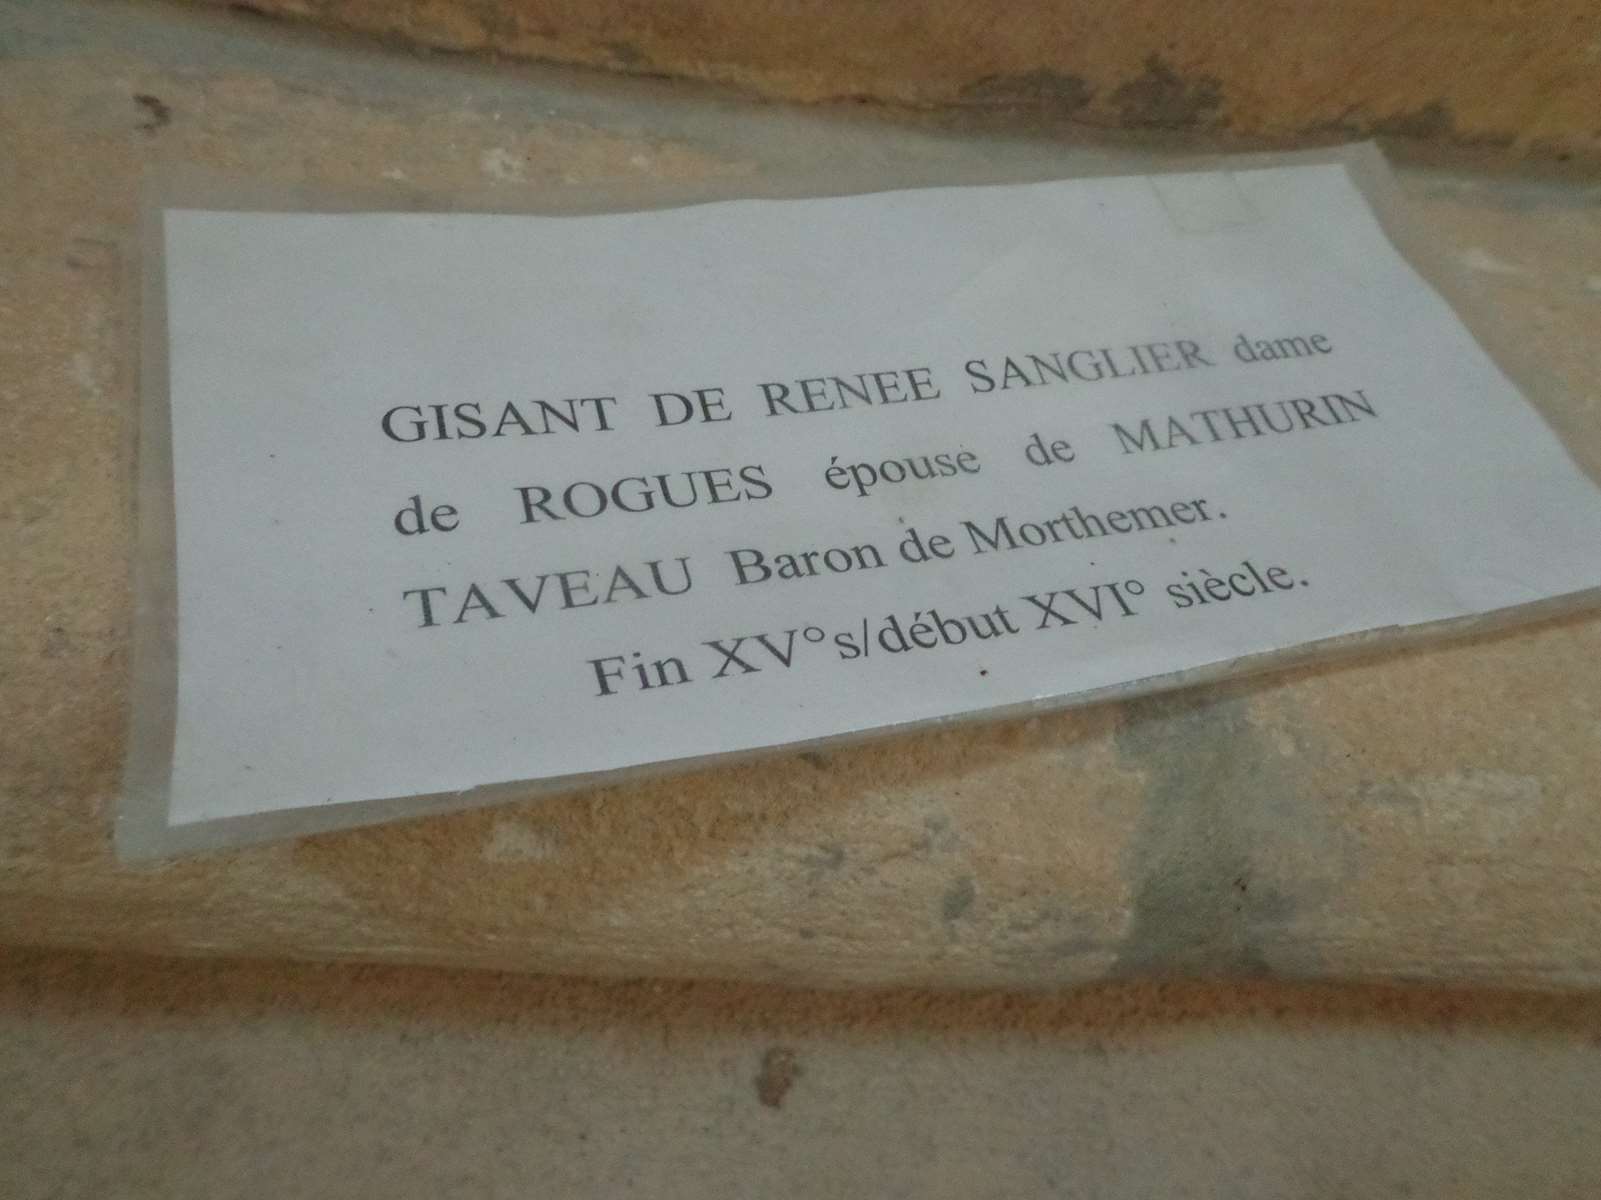 GISANT DE RENEE SANGLIER dame
de ROGUES épouse de MATHURIN
TAVEAU Baron de Morthemer.
Fin XV°s/début XVI° siècle.